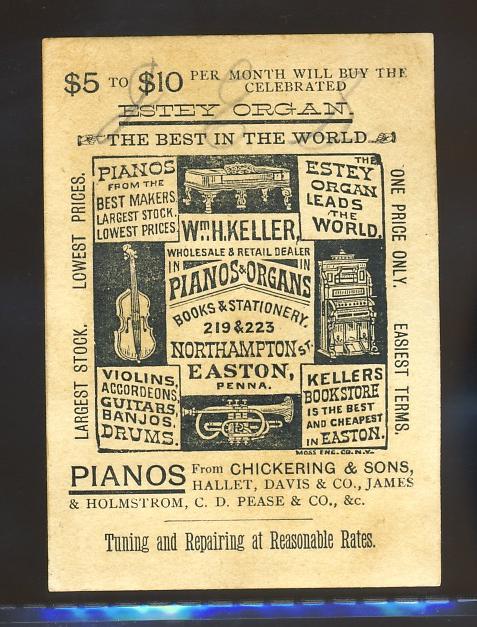 $5 TO $10 PER MONTH WILL BUY THE
CELEBRATED
ESTEY ORGAN
THE BEST IN THE WORLD
LARGEST STOCK. LOWEST PRICES.
PIANOS
FROM THE
BEST MAKERS
LARGEST STOCK.
LOWEST PRICES.
THE
ESTEY
ORGAN
LEADS
THE
WORLD.
Wm. H. KELLER,
WHOLESALE & RETAIL DEALER
IN IN
PIANOS & ORGANS
BOOKS & STATIONERY.
219 & 223
NORTHAMPTON ST.
EASTON,
PENNA.
VIOLINS,
ACCORDEONS,
GUITARS,
BANJOS,
DRUMS.
KELLERS
BOOKSTORE
IS THE BEST
AND CHEAPEST
IN EASTON.
MOSS ENG. CO. N.Y.
ONE PRICE ONLY. EASIEST TERMS.
PIANOS From CHICKERING & SONS,
HALLET, DAVIS & CO., JAMES
& HOLMSTROM, C. D. PEASE & CO., &c.
Tuning and Repairing at Reasonable Rates.